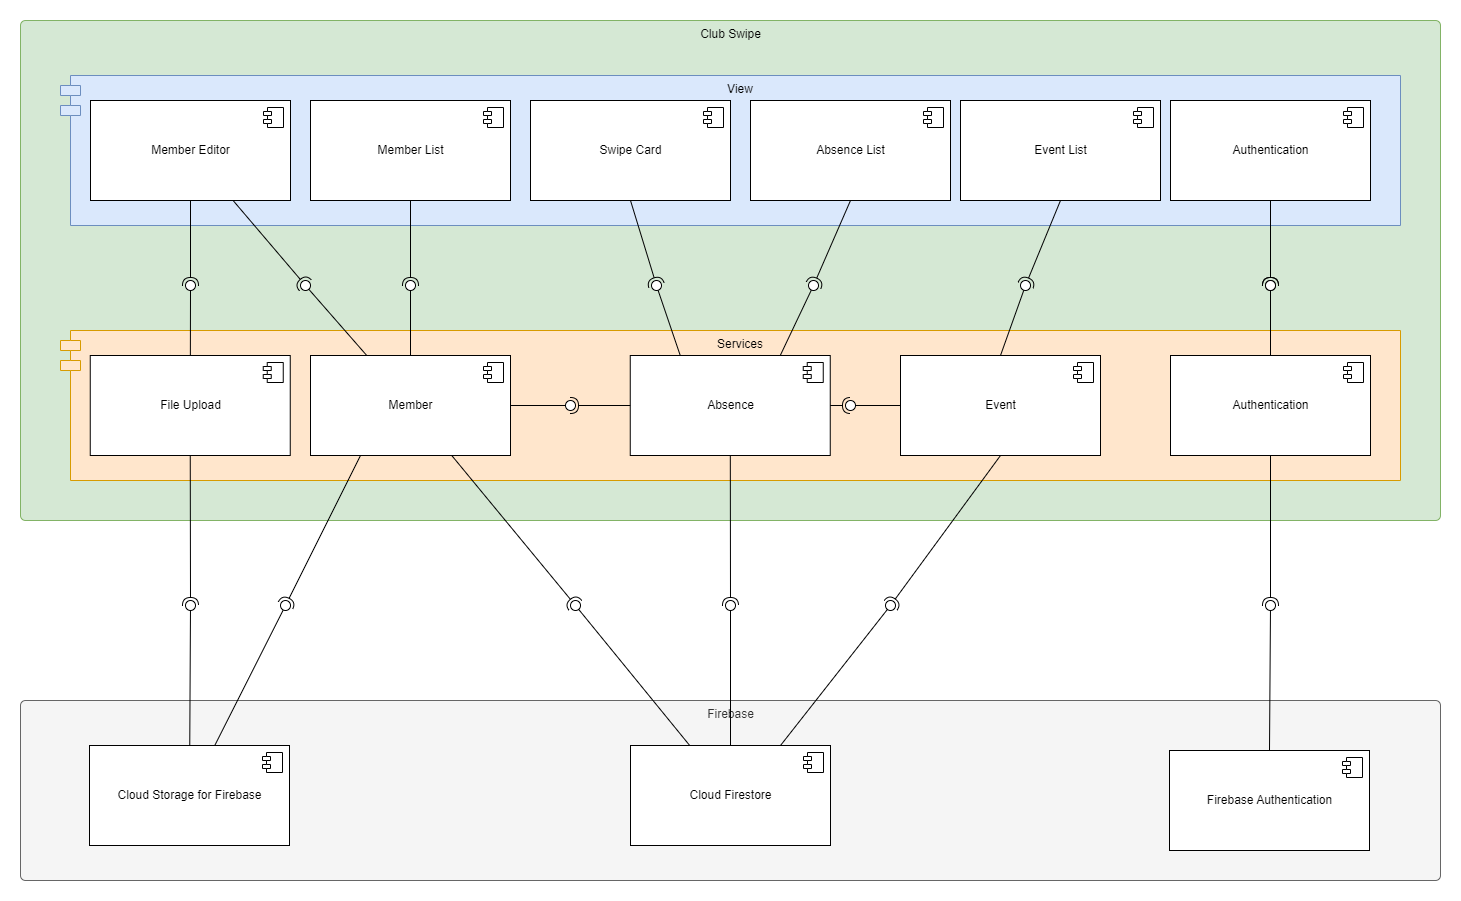 Club Swipe
View
Member Editor
Member List
Swipe Card
Absence List
Event List
Authentication
Services
File Upload
Member
Absence
Event
Authentication
Firebase
Cloud Storage for Firebase
Cloud Firestore
Firebase Authentication